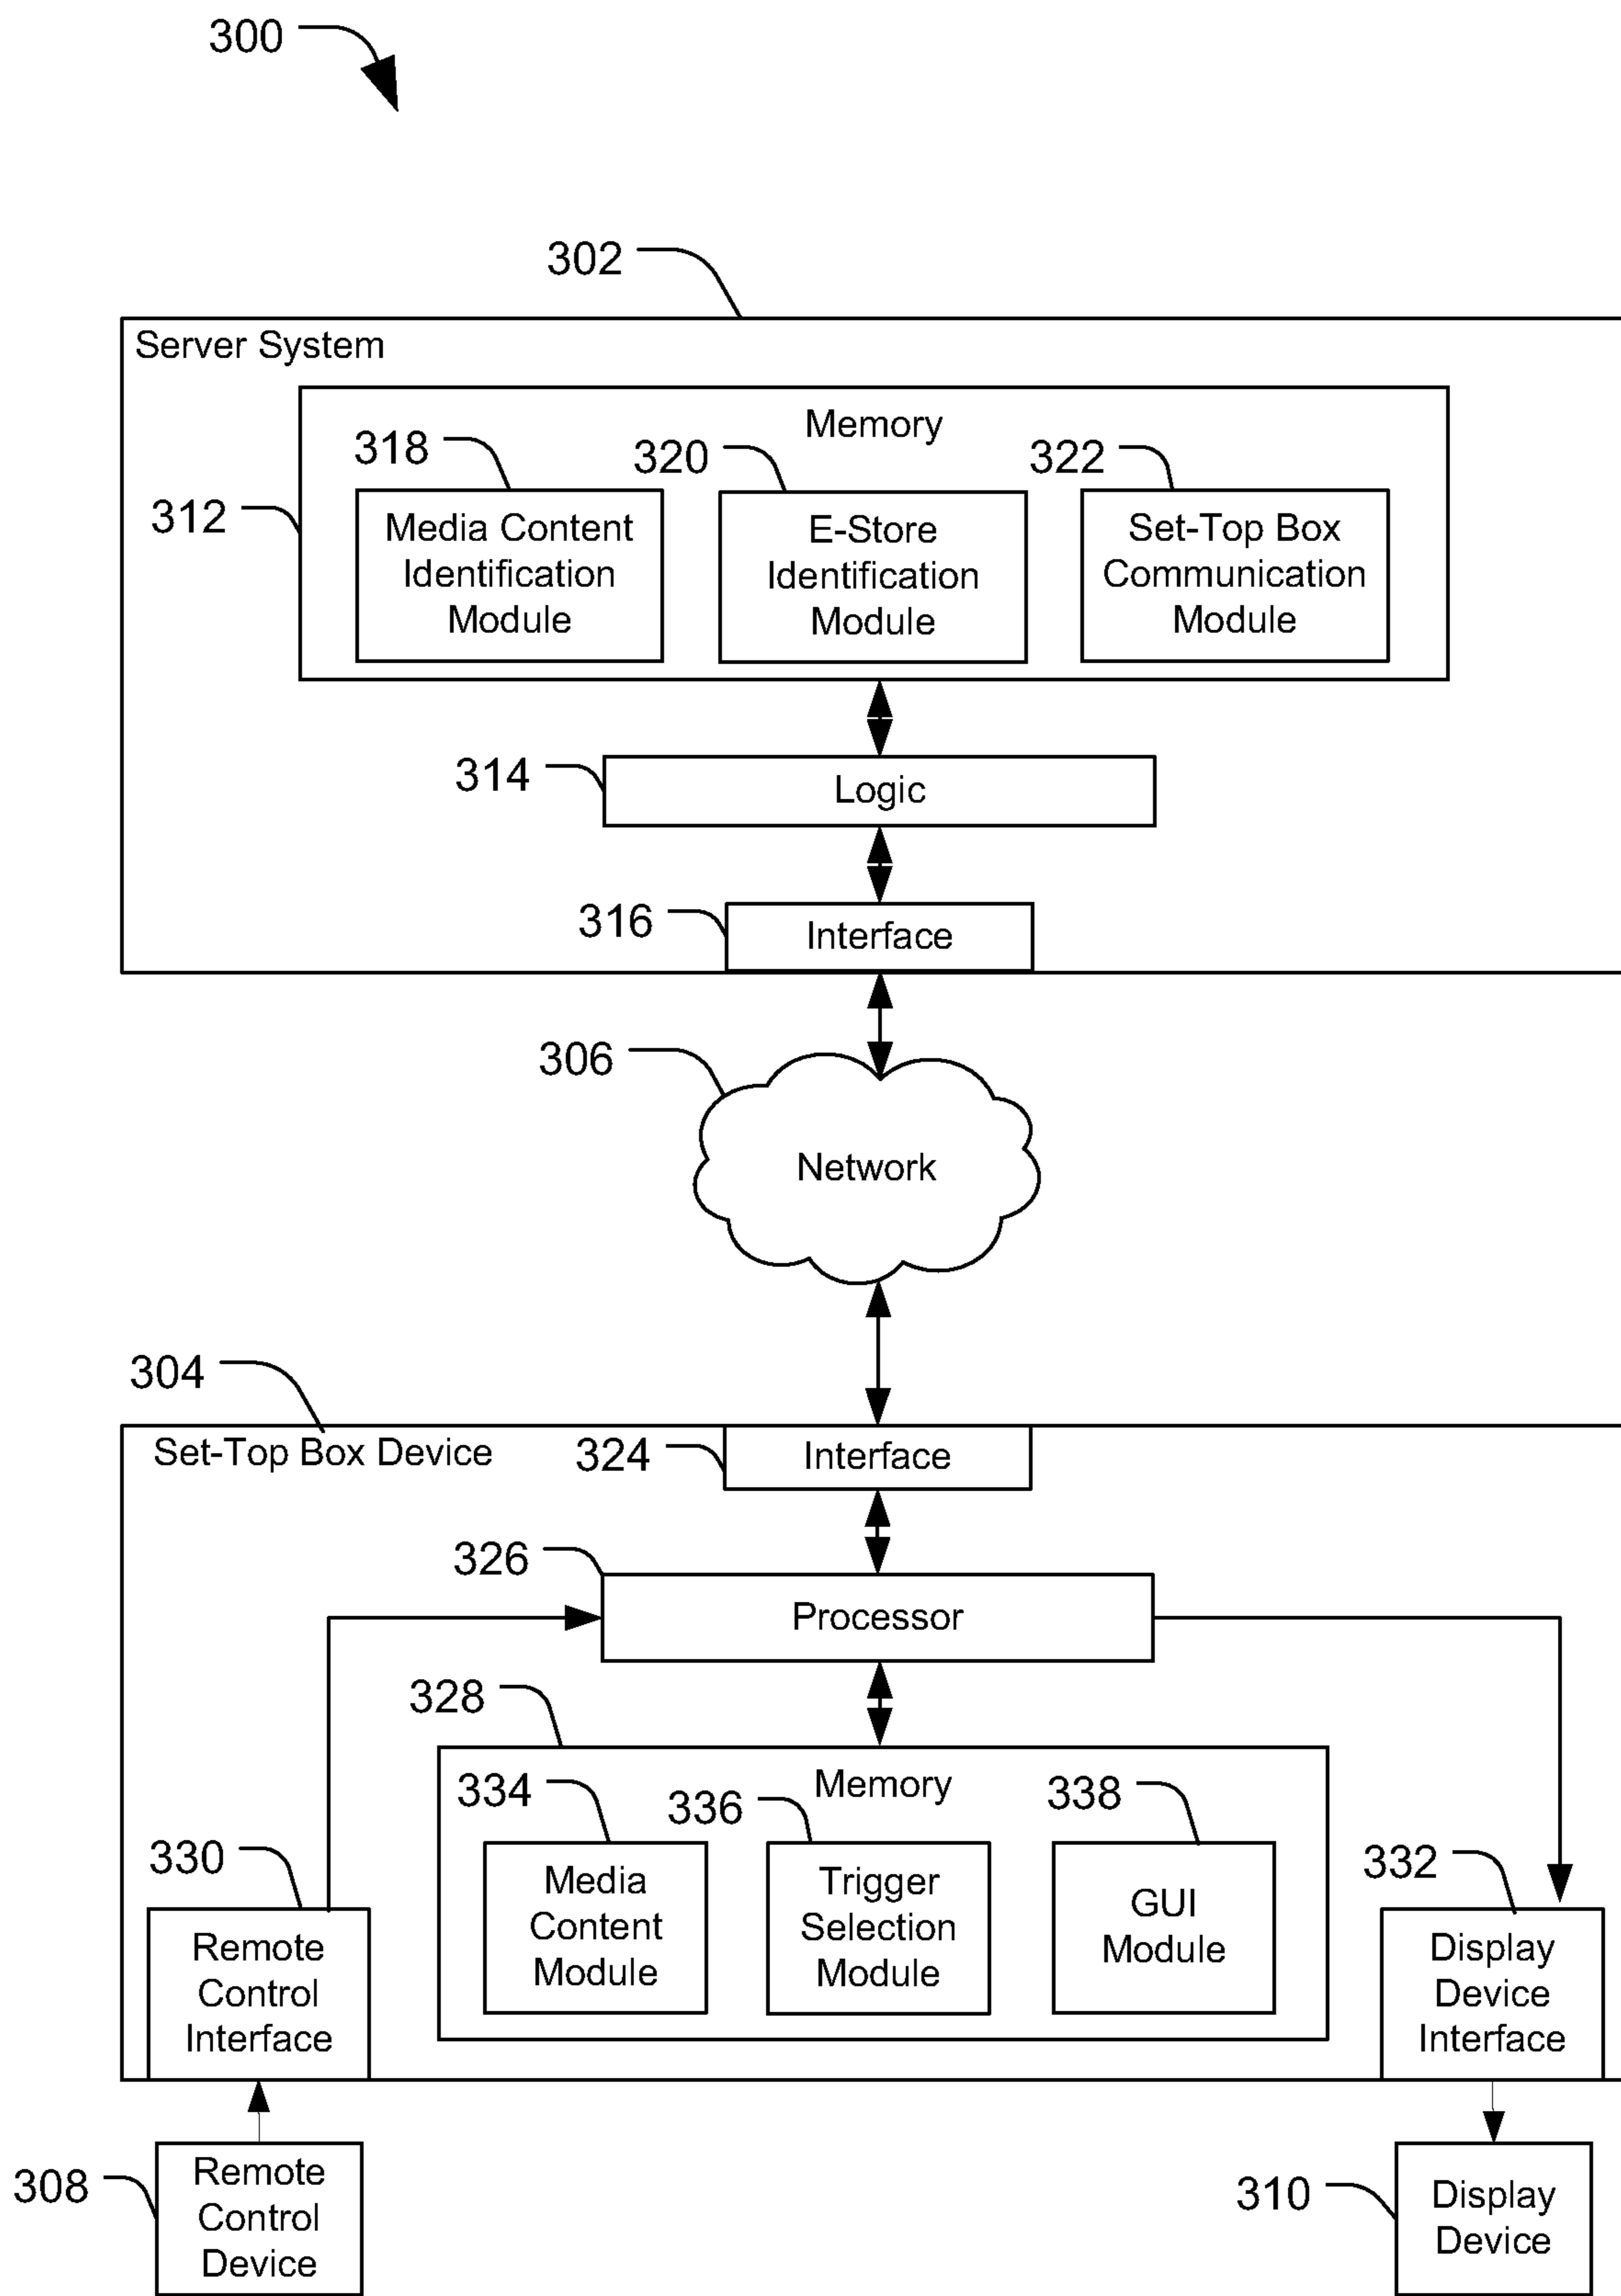 300
302
Server System
Memory
318
320
322
312
Media Content
Identification
Module
E-Store
Identification
Module
Set-Top Box
Communication
Module
314
Logic
316
Interface
306
Network
304
Set-Top Box Device
324
Interface
326
Processor
328
Memory
334
336
338
330
332
Media
Content
Module
Trigger
Selection
Module
GUI
Module
Remote
Control
Interface
Display
Device
Interface
308
Remote
Control
Device
310
Display
Device